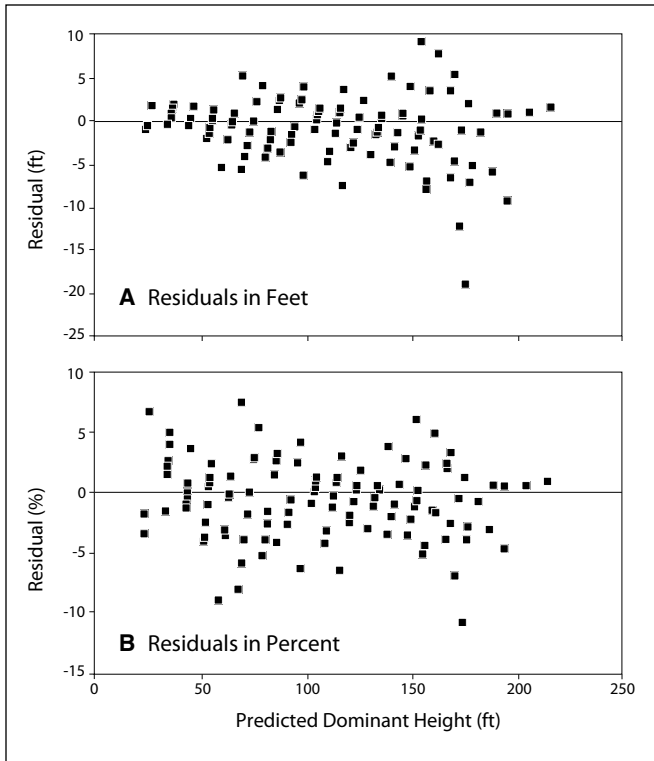 10
5
0
-5
-10
-15
-20
-25
Residual (ft)
A Residuals in Feet
10
5
0
-5
-10
-15
Residual (%)
B Residuals in Percent
0 50 100 150 200 250
Predicted Dominant Height (ft)